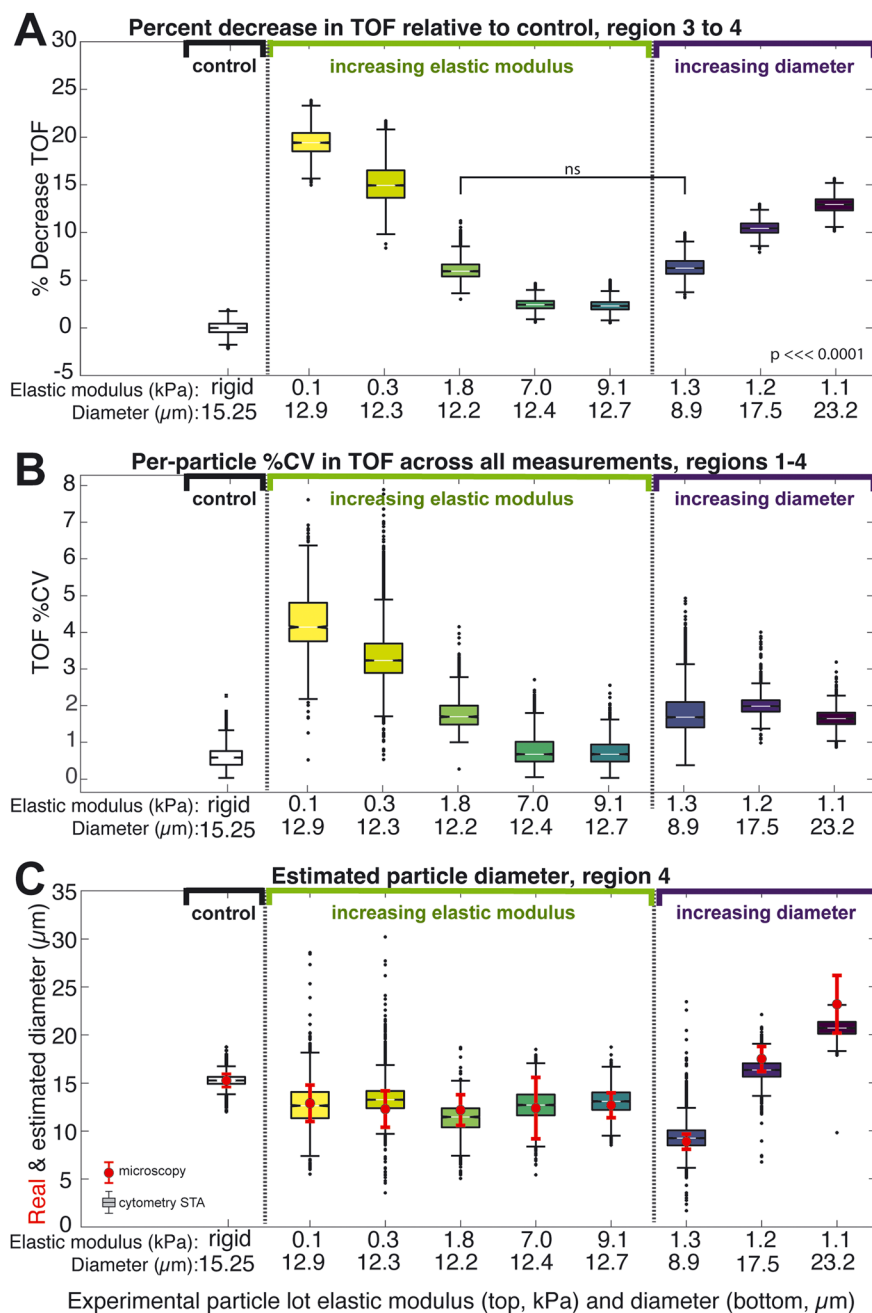 A Percent decrease in TOF relative to control, region 3 to 4
control increasing elastic modulus increasing diameter
% Decrease TOF
30
25
20
15
10
5
0
-5
ns
p <<< 0.0001
Elastic modulus (kPa): rigid 0.1 0.3 1.8 7.0 9.1 1.3 1.2 1.1
Diameter (µm): 15.25 12.9 12.3 12.2 12.4 12.7 8.9 17.5 23.2
B Per-particle %CV in TOF across all measurements, regions 1-4
control increasing elastic modulus increasing diameter
TOF %CV
8
7
6
5
4
3
2
1
0
Elastic modulus (kPa): rigid 0.1 0.3 1.8 7.0 9.1 1.3 1.2 1.1
Diameter (µm): 15.25 12.9 12.3 12.2 12.4 12.7 8.9 17.5 23.2
C Estimated particle diameter, region 4
control increasing elastic modulus increasing diameter
Real & estimated diameter (µm)
35
30
25
20
15
10
5
0
microscopy
cytometry STA
Elastic modulus (kPa): rigid 0.1 0.3 1.8 7.0 9.1 1.3 1.2 1.1
Diameter (µm): 15.25 12.9 12.3 12.2 12.4 12.7 8.9 17.5 23.2
Experimental particle lot elastic modulus (top, kPa) and diameter (bottom, µm)